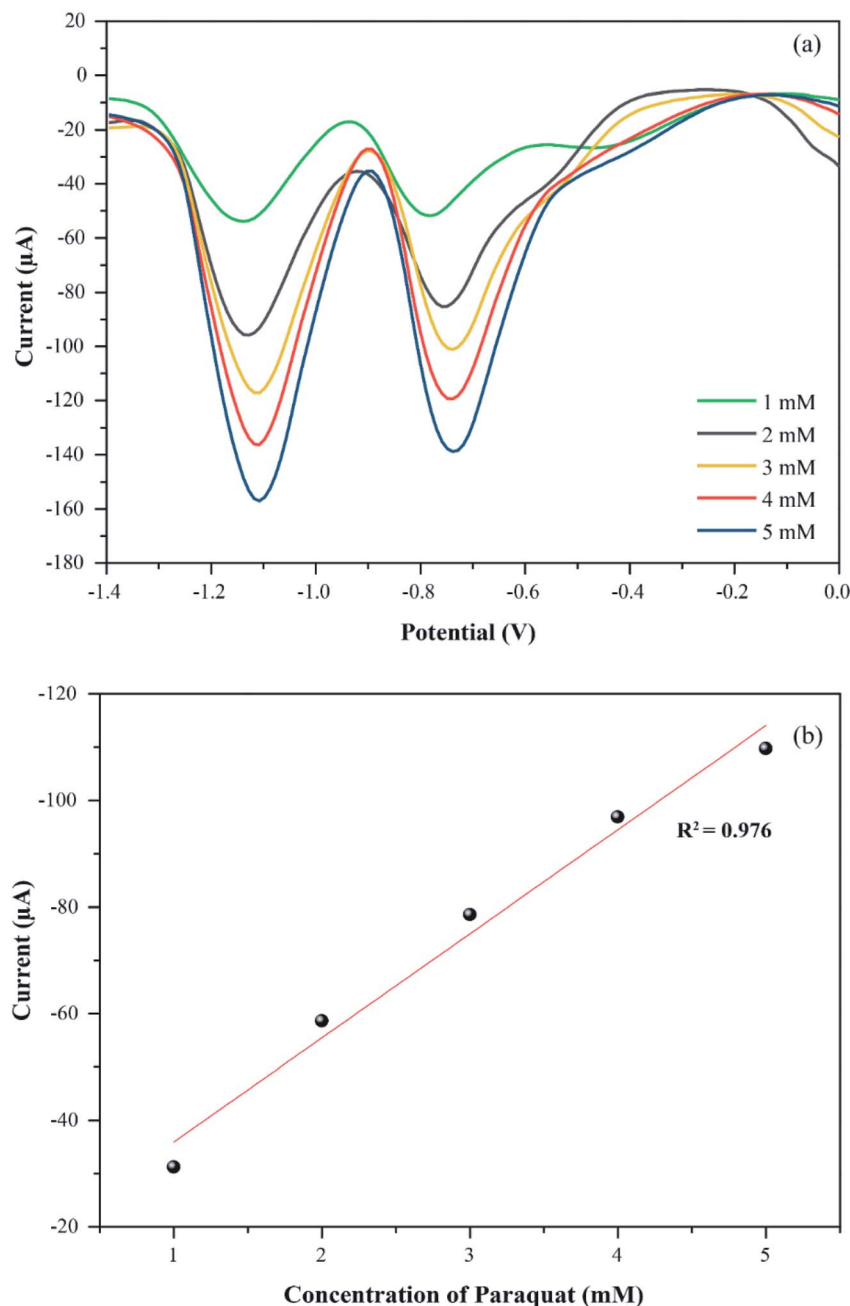 (a)
20
0
-20
-40
-60
-80
-100
-120
-140
-160
-180
Current (µA)
1 mM
2 mM
3 mM
4 mM
5 mM
-1.4 -1.2 -1.0 -0.8 -0.6 -0.4 -0.2 0.0
Potential (V)
(b)
-120
-100
-80
-60
-40
-20
Current (µA)
R² = 0.976
1 2 3 4 5
Concentration of Paraquat (mM)